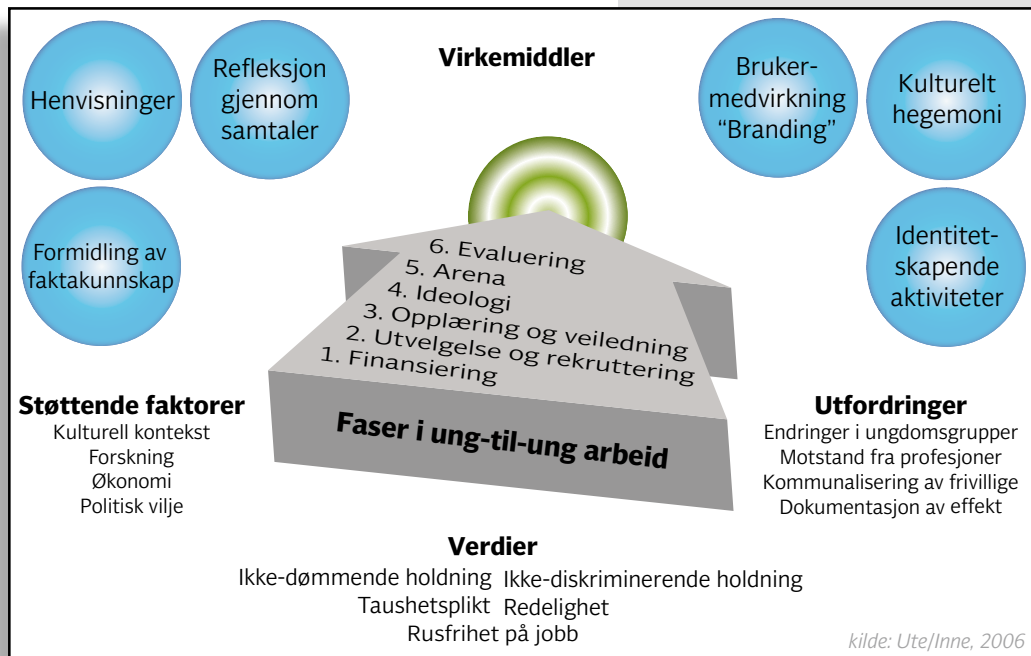 Virkemiddler
Henvisninger
Refleksjon
gjennom
samtaler
Formidling av
faktakunnskap
Bruker-
medvirkning
“Branding”
Kulturelt
hegemoni
Identitet-
skapende
aktiviteter
6. Evaluering
5. Arena
4. Ideologi
3. Opplæring og veiledning
2. Utvelgelse og rekruttering
1. Finansiering
Faser i ung-til-ung arbeid
Støttende faktorer
Kulturell kontekst
Forskning
Økonomi
Politisk vilje
Utfordringer
Endringer i ungdomsgrupper
Motstand fra profesjoner
Kommunalisering av frivillige
Dokumentasjon av effekt
Verdier
Ikke-dømmende holdning Ikke-diskriminerende holdning
Taushetsplikt Redelighet
Rusfrihet på jobb
kilde: Ute/Inne, 2006